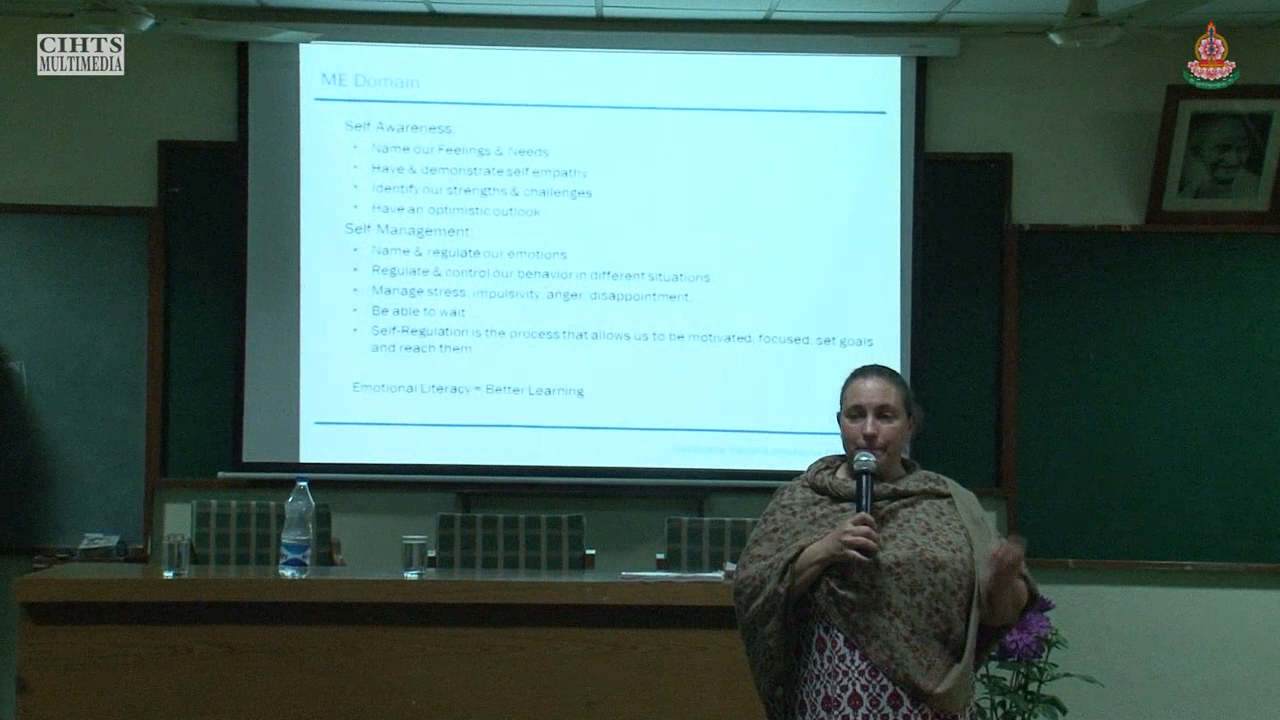 CIHTS
MULTIMEDIA
ME Domain
Self Awareness:
• Name our Feelings & Needs
• Have & demonstrate self empathy
• Identify our strengths & challenges
• Have an optimistic outlook
Self Management:
• Name & regulate our emotions
• Regulate & control our behavior in different situations
• Manage stress, impulsivity, anger, disappointment.
• Be able to wait
• Self-Regulation is the process that allows us to be motivated, focused, set goals
and reach them
Emotional Literacy = Better Learning